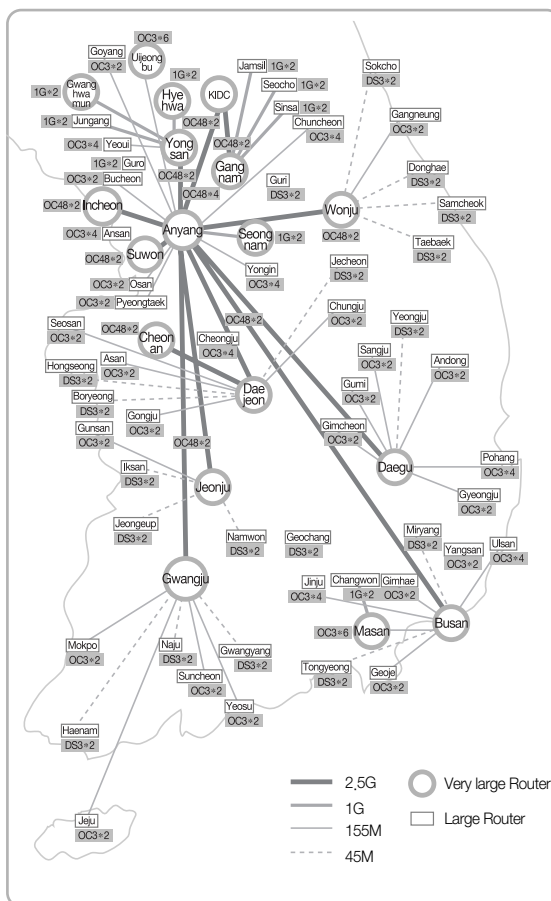 OC3*6
Goyang
OC3*2
Uijeong
bu
Gwang
hwa
mun
1G*2
Hye
hwa
1G*2
KIDC
OC48*2
Jamsil 1G*2
Seocho 1G*2
Sinsa 1G*2
Chuncheon
OC3*4
Sokcho
DS3*2
Gangneung
OC3*2
1G*2 Jungang
OC3*4 Yeoui
Yong
san
OC48*2
OC48*2
Gang
nam
1G*2 Guro
OC3*2 Bucheon
OC48*2
OC48*4
Guri
DS3*2
Donghae
DS3*2
Samcheok
DS3*2
Taebaek
DS3*2
Wonju
OC48*2
Incheon
OC48*2
Anyang
Seong
nam
1G*2
OC3*4 Ansan
Suwon
OC48*2
Yongin
OC3*4
OC3*2 Osan
OC3*2 Pyeongtaek
Jecheon
DS3*2
Chungju
OC3*2
OC48*2
Seosan
OC3*2
OC48*2
Cheon
an
Cheongju
OC3*4
Yeongju
DS3*2
Sangju
OC3*2
Andong
OC3*2
Hongseong
DS3*2
Asan
OC3*2
Dae
jeon
Gumi
OC3*2
Boryeong
DS3*2
Gongju
OC3*2
Gimcheon
OC3*2
Gunsan
OC3*2
OC48*2
Daegu
Pohang
OC3*4
Iksan
DS3*2
Jeonju
Gyeongju
OC3*2
Jeongeup
DS3*2
Namwon
DS3*2
Geochang
DS3*2
Miryang
DS3*2
Yangsan
OC3*2
Ulsan
OC3*4
Gwangju
Jinju
OC3*4
Changwon
1G*2
Gimhae
OC3*2
OC3*6
Masan
Busan
Mokpo
OC3*2
Naju
DS3*2
Gwangyang
DS3*2
Tongyeong
DS3*2
Geoje
OC3*2
Suncheon
OC3*2
Yeosu
OC3*2
Haenam
DS3*2
Jeju
OC3*2
2,5G
1G
155M
45M
Very large Router
Large Router